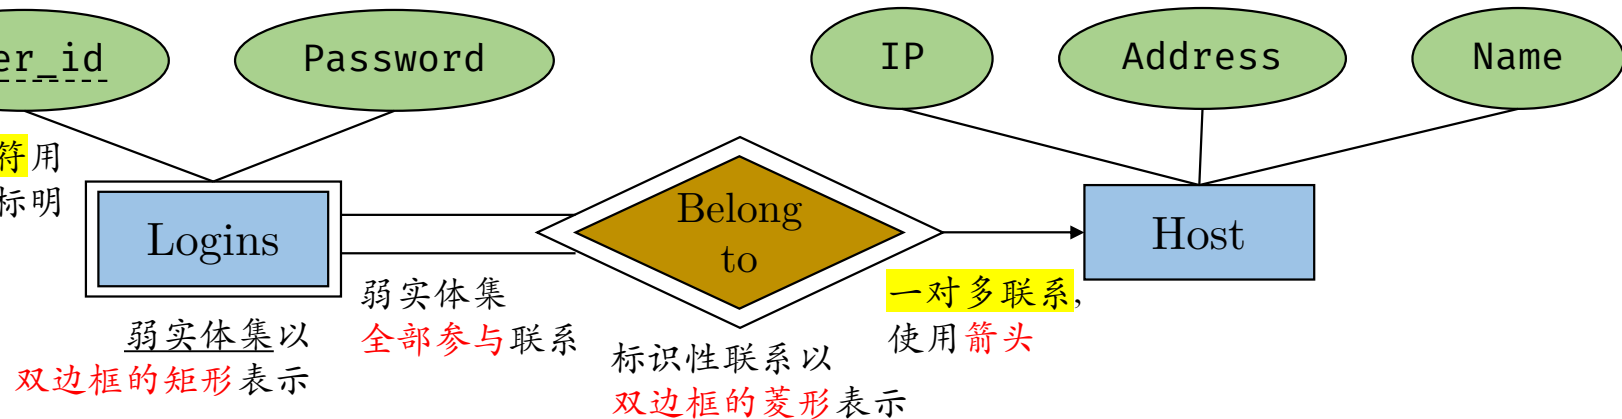 er_id
Password
IP
Address
Name
符用
标明
Logins
Belong
to
Host
弱实体集
全部参与联系
一对多联系,
使用箭头
弱实体集以
双边框的矩形表示
标识性联系以
双边框的菱形表示